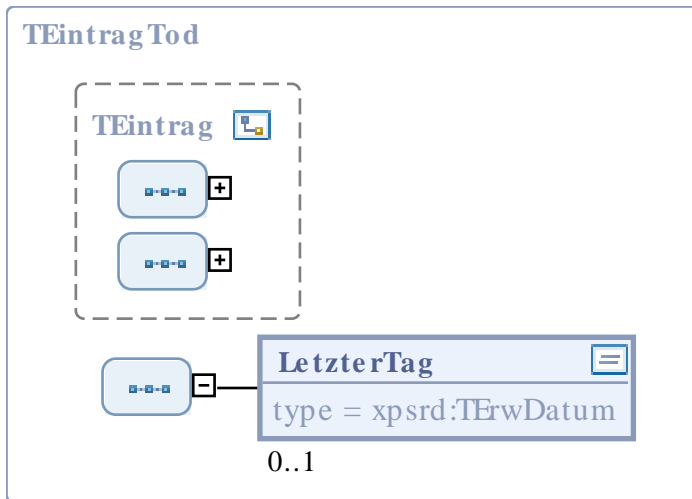 TEintragTod
TEintrag
LetzterTag
type = xpsrd:TErwDatum
0..1